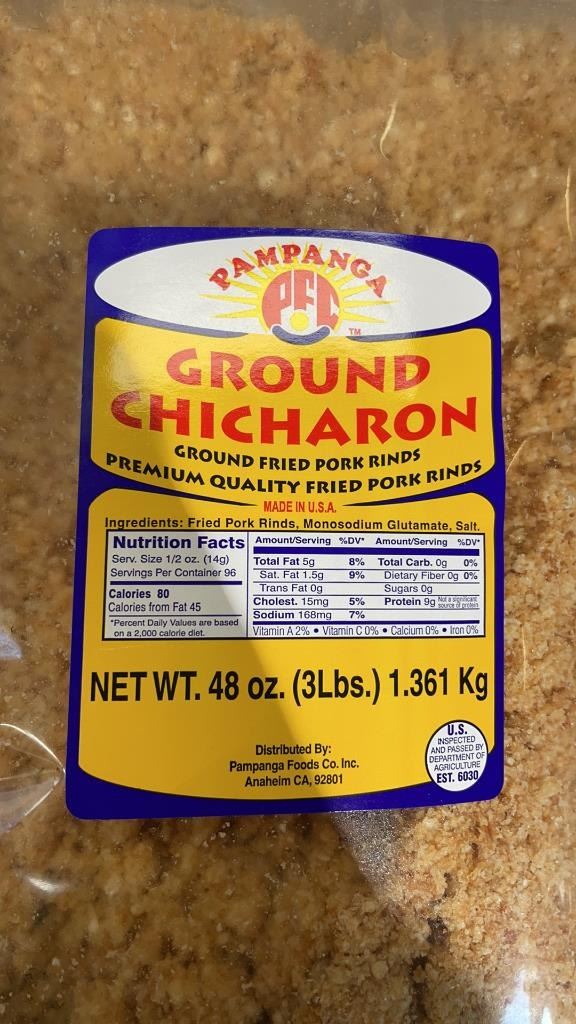 PAMPANGA
PFC
TM
GROUND
CHICHARON
GROUND FRIED PORK RINDS
PREMIUM QUALITY FRIED PORK RINDS
MADE IN U.S.A.
Ingredients: Fried Pork Rinds, Monosodium Glutamate, Salt.
Nutrition Facts
Serv. Size 1/2 oz. (14g)
Servings Per Container 96
Calories 80
Calories from Fat 45
*Percent Daily Values are based
on a 2,000 calorie diet.
Amount/Serving %DV* Amount/Serving %DV*
Total Fat 5g 8% Total Carb. 0g 0%
Sat. Fat 1.5g 9% Dietary Fiber 0g 0%
Trans Fat 0g Sugars 0g
Cholest. 15mg 5% Protein 9g Not a significant source of protein
Sodium 168mg 7%
Vitamin A 2% • Vitamin C 0% • Calcium 0% • Iron 0%
NET WT. 48 oz. (3Lbs.) 1.361 Kg
Distributed By:
Pampanga Foods Co. Inc.
Anaheim CA, 92801
U.S.
INSPECTED
AND PASSED BY
DEPARTMENT OF
AGRICULTURE
EST. 6030